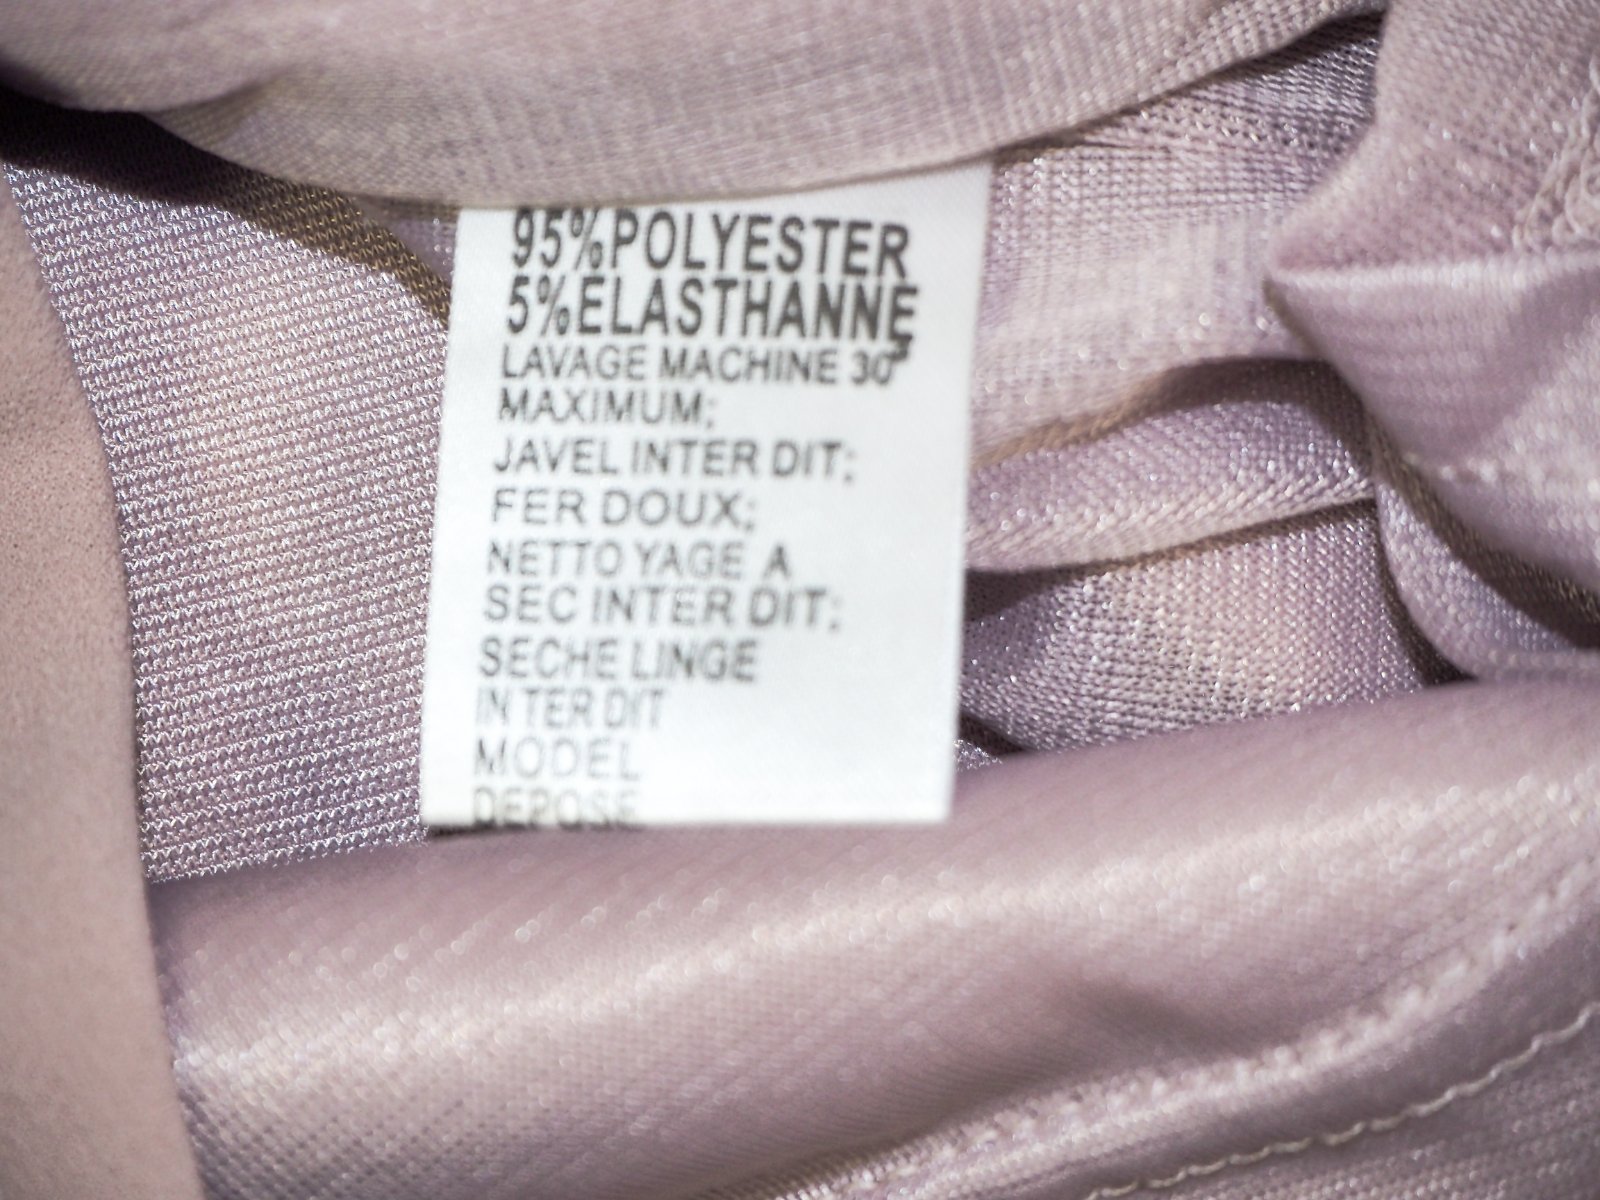 95%POLYESTER
5%ELASTHANNE
LAVAGE MACHINE 30°
MAXIMUM;
JAVEL INTER DIT;
FER DOUX;
NETTO YAGE A
SEC INTER DIT;
SECHE LINGE
IN TER DIT
MODEL
DEPOSE